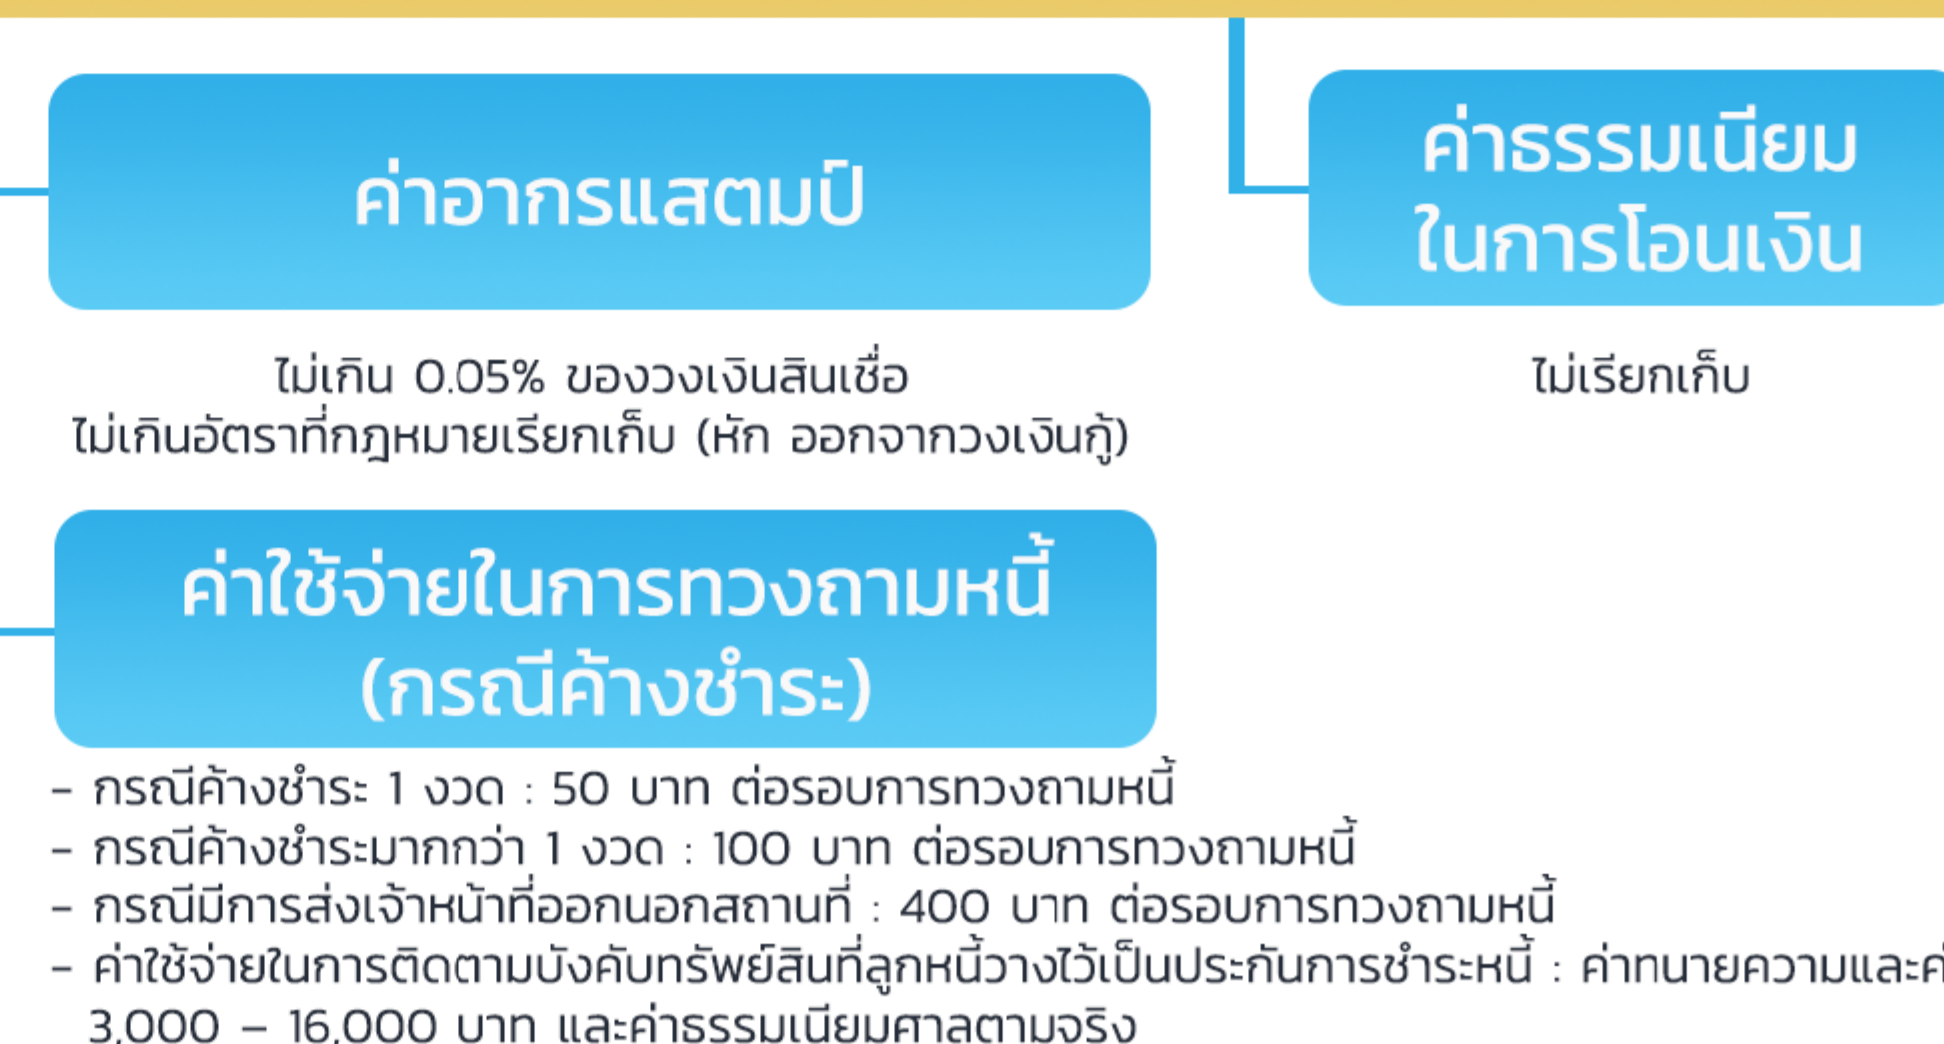 ค่าอากรแสตมป์
ไม่เกิน 0.05% ของวงเงินสินเชื่อ
ไม่เกินอัตราที่กฎหมายเรียกเก็บ (หัก ออกจากวงเงินกู้)
ค่าธรรมเนียม
ในการโอนเงิน
ไม่เรียกเก็บ
ค่าใช้จ่ายในการทวงถามหนี้
(กรณีค้างชำระ)
- กรณีค้างชำระ 1 งวด : 50 บาท ต่อรอบการทวงถามหนี้
- กรณีค้างชำระมากกว่า 1 งวด : 100 บาท ต่อรอบการทวงถามหนี้
- กรณีมีการส่งเจ้าหน้าที่ออกนอกสถานที่ : 400 บาท ต่อรอบการทวงถามหนี้
- ค่าใช้จ่ายในการติดตามบังคับทรัพย์สินที่ลูกหนี้วางไว้เป็นประกันการชำระหนี้ : ค่าทนายความและ
3,000 – 16,000 บาท และค่าธรรมเนียมศาลตามจริง